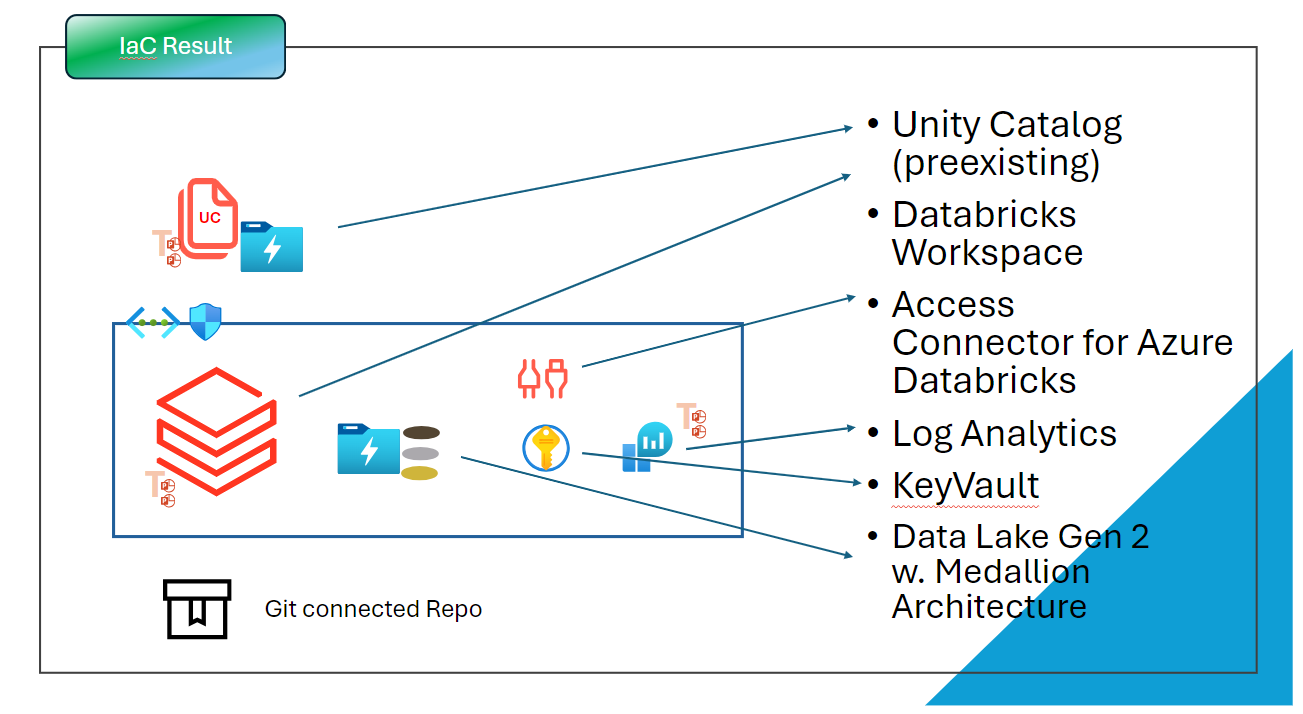 IaC Result
• Unity Catalog
(preexisting)
• Databricks
Workspace
• Access
Connector for Azure
Databricks
• Log Analytics
• KeyVault
• Data Lake Gen 2
w. Medallion
Architecture
UC
T
T
T
Git connected Repo